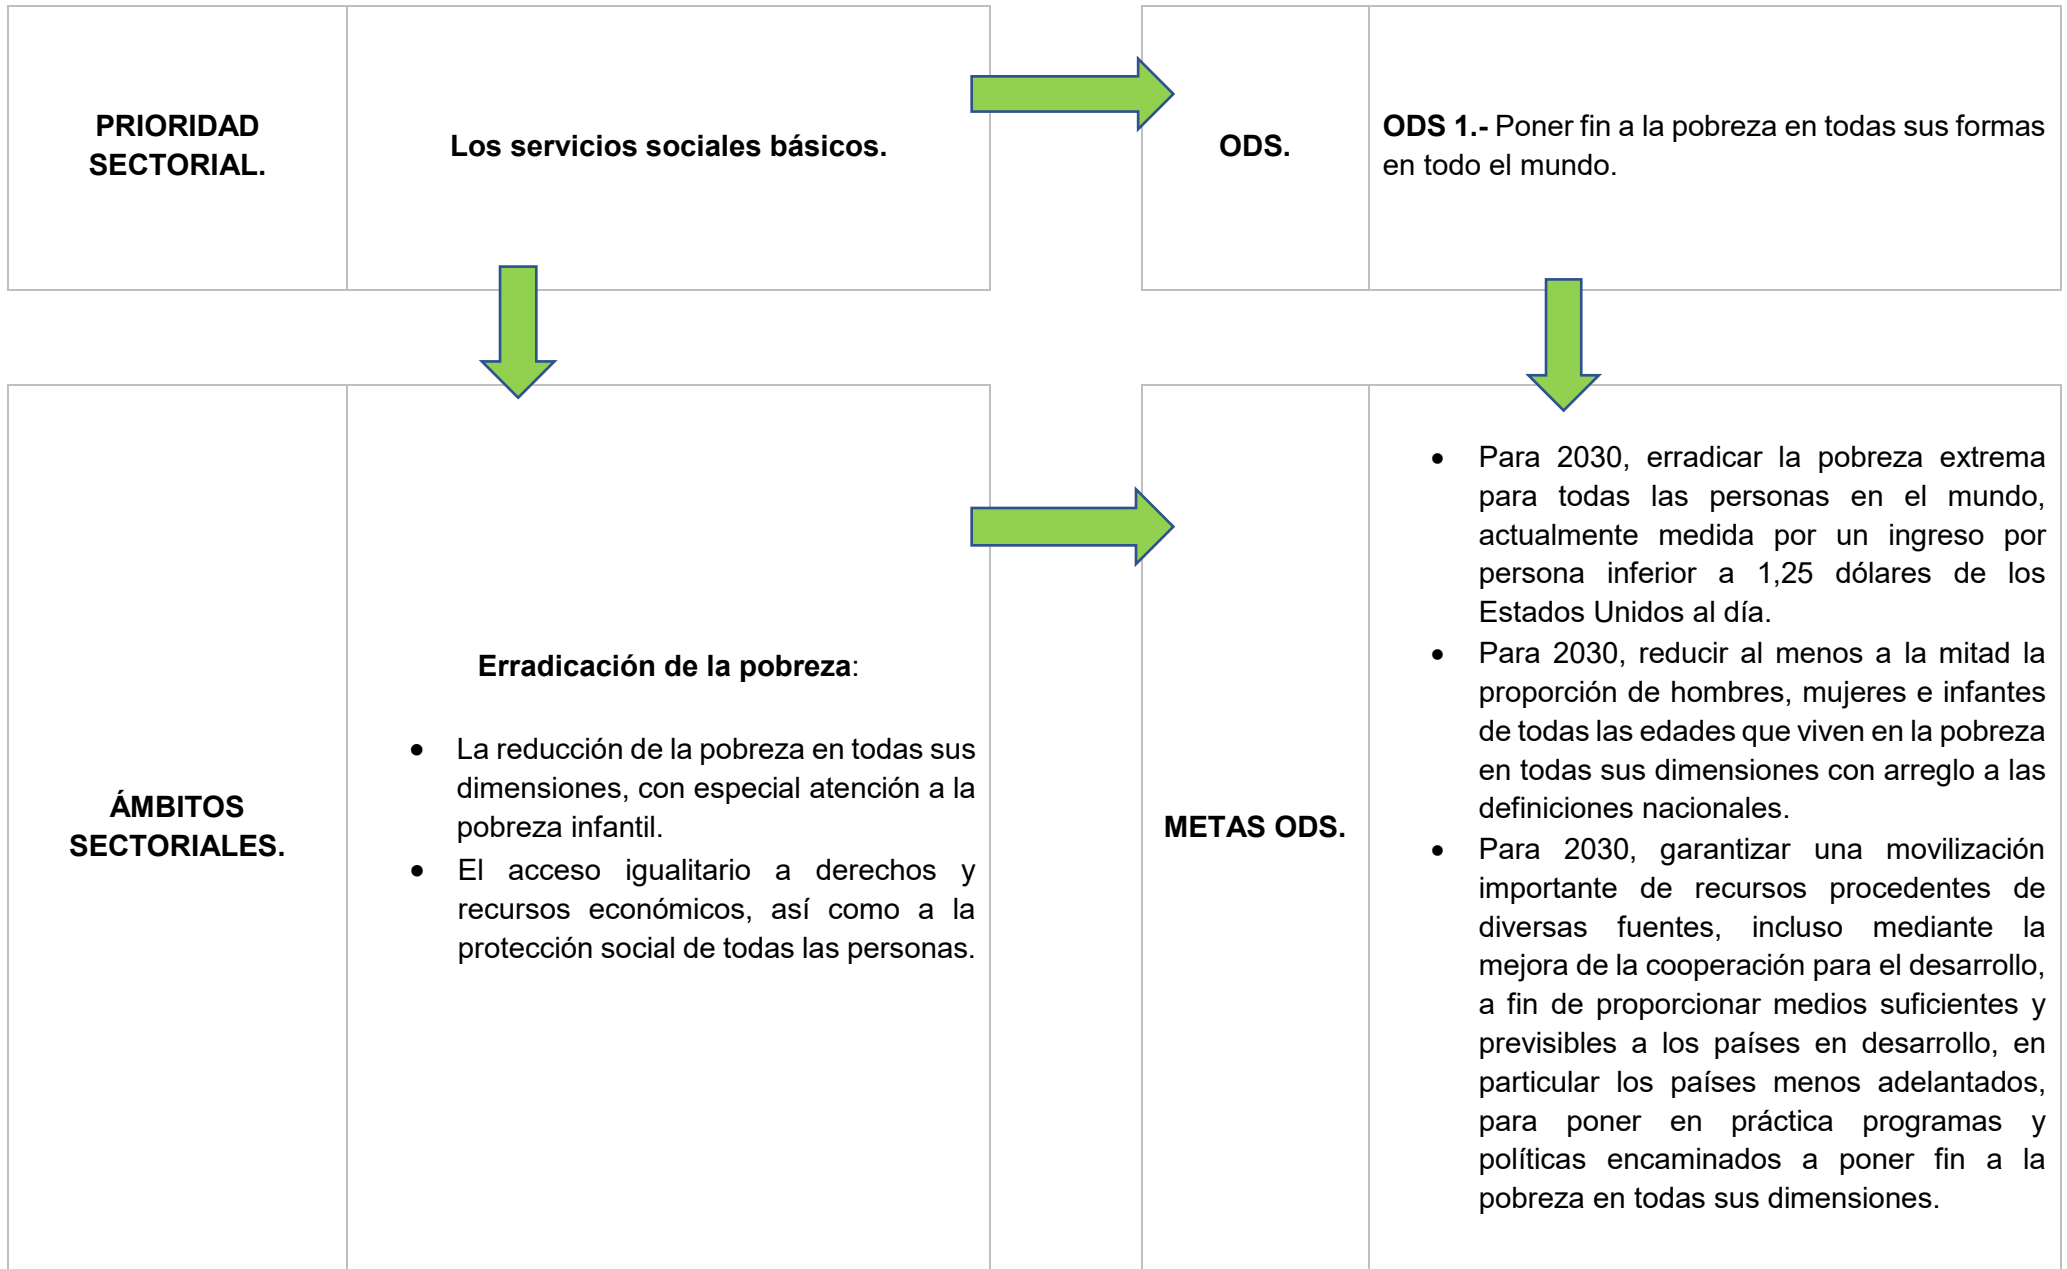 PRIORIDAD
SECTORIAL.
Los servicios sociales básicos.
ODS.
ODS 1.- Poner fin a la pobreza en todas sus formas
en todo el mundo.
ÁMBITOS
SECTORIALES.
Erradicación de la pobreza:
• La reducción de la pobreza en todas sus
dimensiones, con especial atención a la
pobreza infantil.
• El acceso igualitario a derechos y
recursos económicos, así como a la
protección social de todas las personas.
METAS ODS.
• Para 2030, erradicar la pobreza extrema
para todas las personas en el mundo,
actualmente medida por un ingreso por
persona inferior a 1,25 dólares de los
Estados Unidos al día.
• Para 2030, reducir al menos a la mitad la
proporción de hombres, mujeres e infantes
de todas las edades que viven en la pobreza
en todas sus dimensiones con arreglo a las
definiciones nacionales.
• Para 2030, garantizar una movilización
importante de recursos procedentes de
diversas fuentes, incluso mediante la
mejora de la cooperación para el desarrollo,
a fin de proporcionar medios suficientes y
previsibles a los países en desarrollo, en
particular los países menos adelantados,
para poner en práctica programas y
políticas encaminados a poner fin a la
pobreza en todas sus dimensiones.